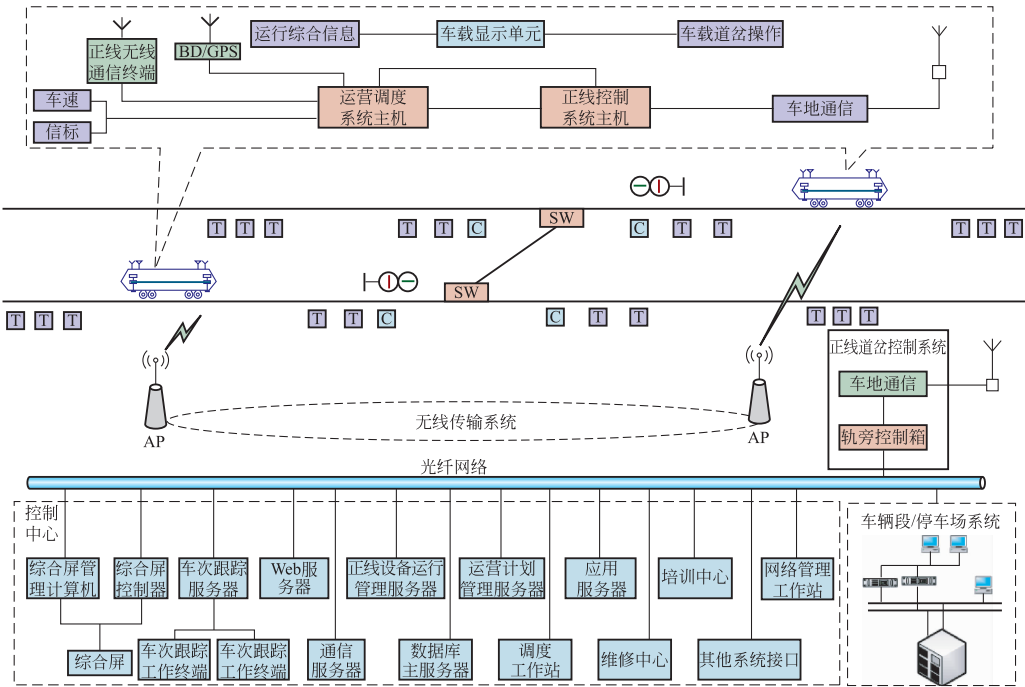 正线无线
通信终端
BD/GPS
运行综合信息
车载显示单元
车载道岔操作
车速
信标
运营调度
系统主机
正线控制
系统主机
车地通信
T T T T T C SW C T T T T T
SW
T T T T T C C T T T T T
正线道岔控制系统
车地通信
轨旁控制箱
AP
无线传输系统
AP
光纤网络
控制
中心
综合屏管
理计算机
综合屏
控制器
车次跟踪
服务器
Web服
务器
正线设备运行
管理服务器
运营计划
管理服务器
应用
服务器
培训中心
网络管理
工作站
综合屏
车次跟踪
工作终端
车次跟踪
工作终端
通信
服务器
数据库
主服务器
调度
工作站
维修中心
其他系统接口
车辆段/停车场系统